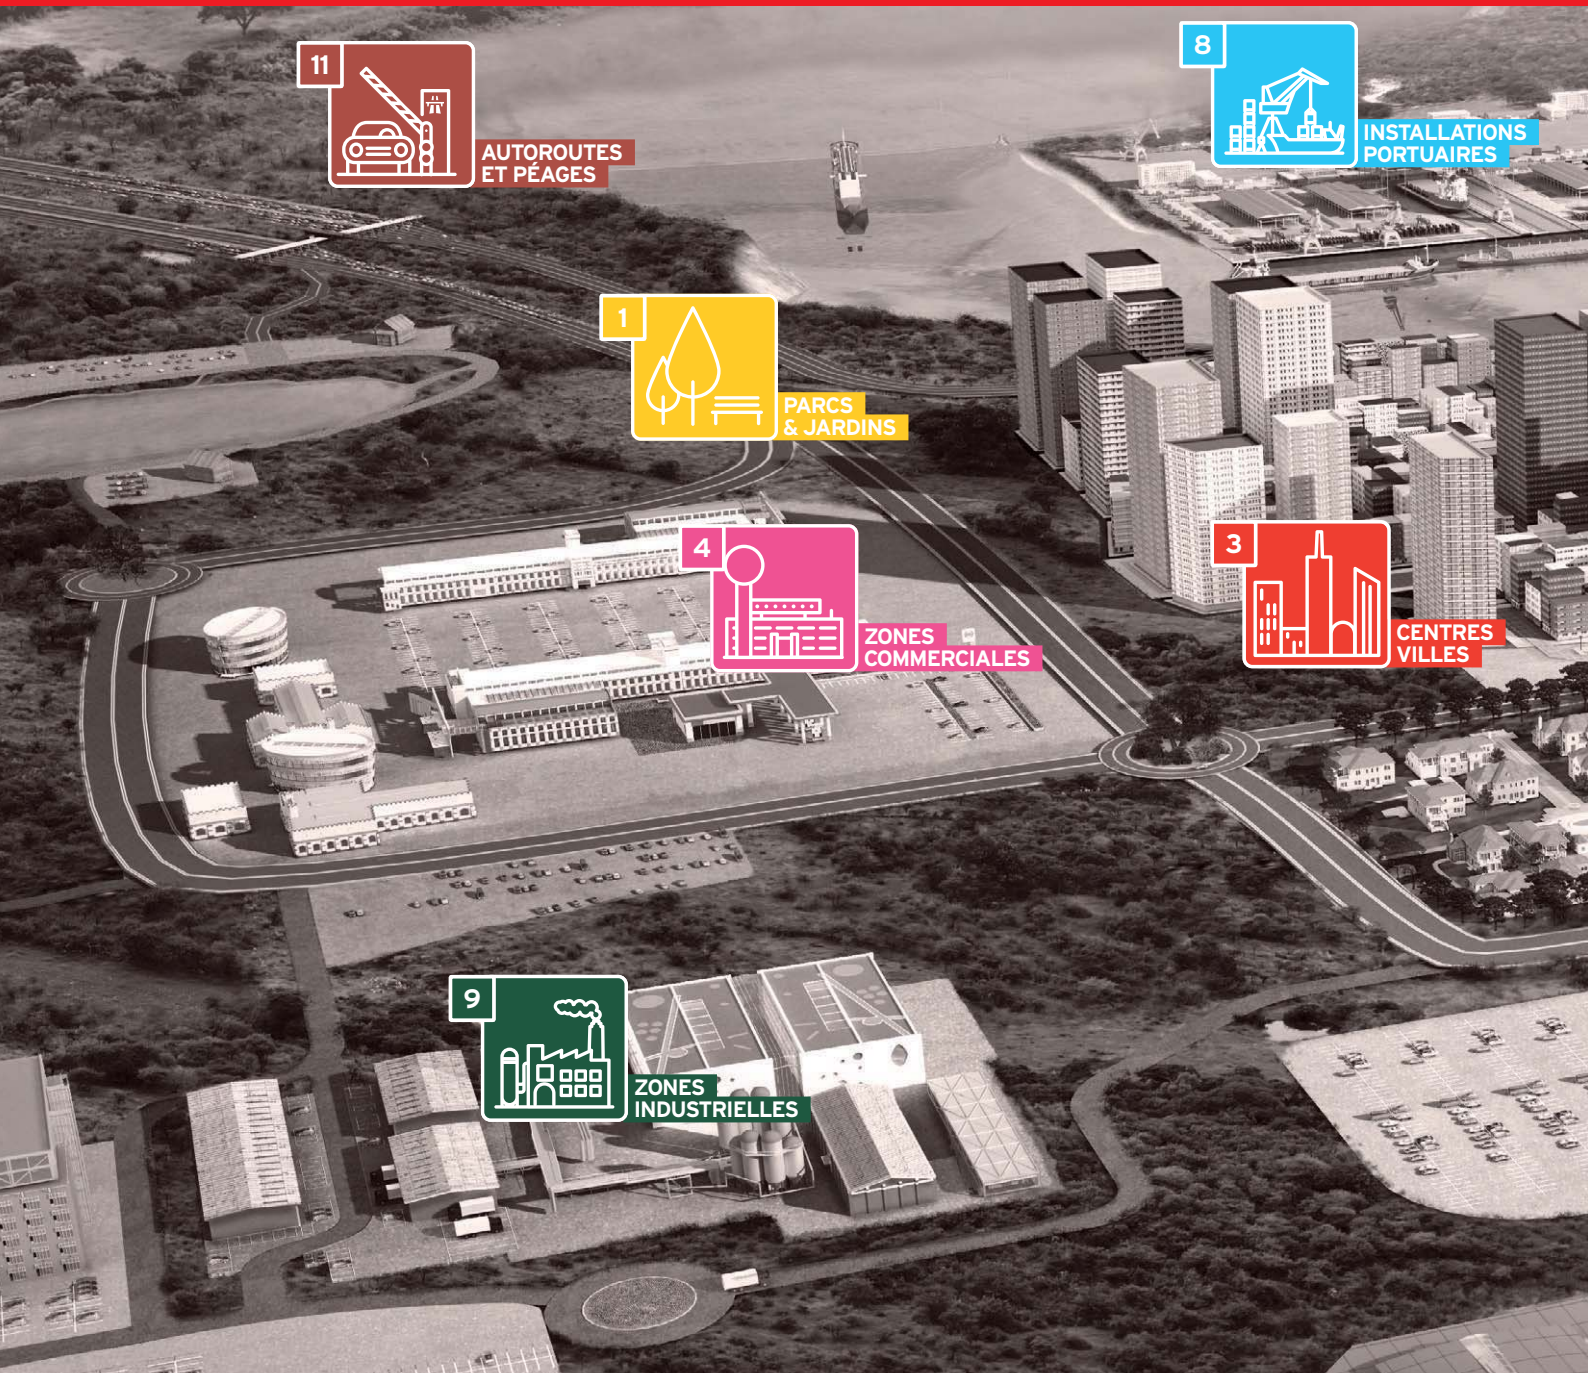 11
AUTOROUTES
ET PÉAGES
8
INSTALLATIONS
PORTUAIRES
1
PARCS
& JARDINS
4
ZONES
COMMERCIALES
3
CENTRES
VILLES
9
ZONES
INDUSTRIELLES